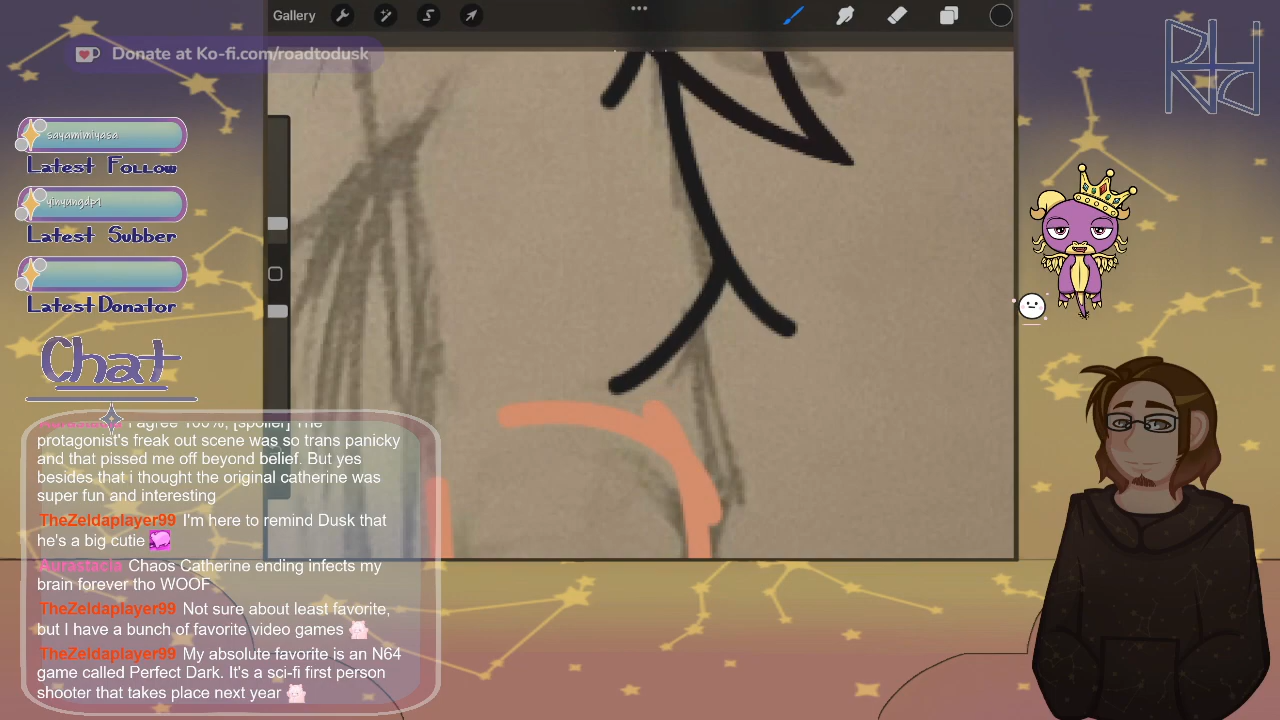 Gallery
Donate at Ko-fi.com/roadtodusk
sayamimiyasa
Latest Follow
yinyangdp1
Latest Subber
Latest Donator
Chat
Aurastacia I agree 100%, [spoiler] The
protagonist's freak out scene was so trans panicky
and that pissed me off beyond belief. But yes
besides that i thought the original catherine was
super fun and interesting
TheZeldaplayer99 I'm here to remind Dusk that
he's a big cutie
Aurastacia Chaos Catherine ending infects my
brain forever tho WOOF
TheZeldaplayer99 Not sure about least favorite,
but I have a bunch of favorite video games
TheZeldaplayer99 My absolute favorite is an N64
game called Perfect Dark. It's a sci-fi first person
shooter that takes place next year